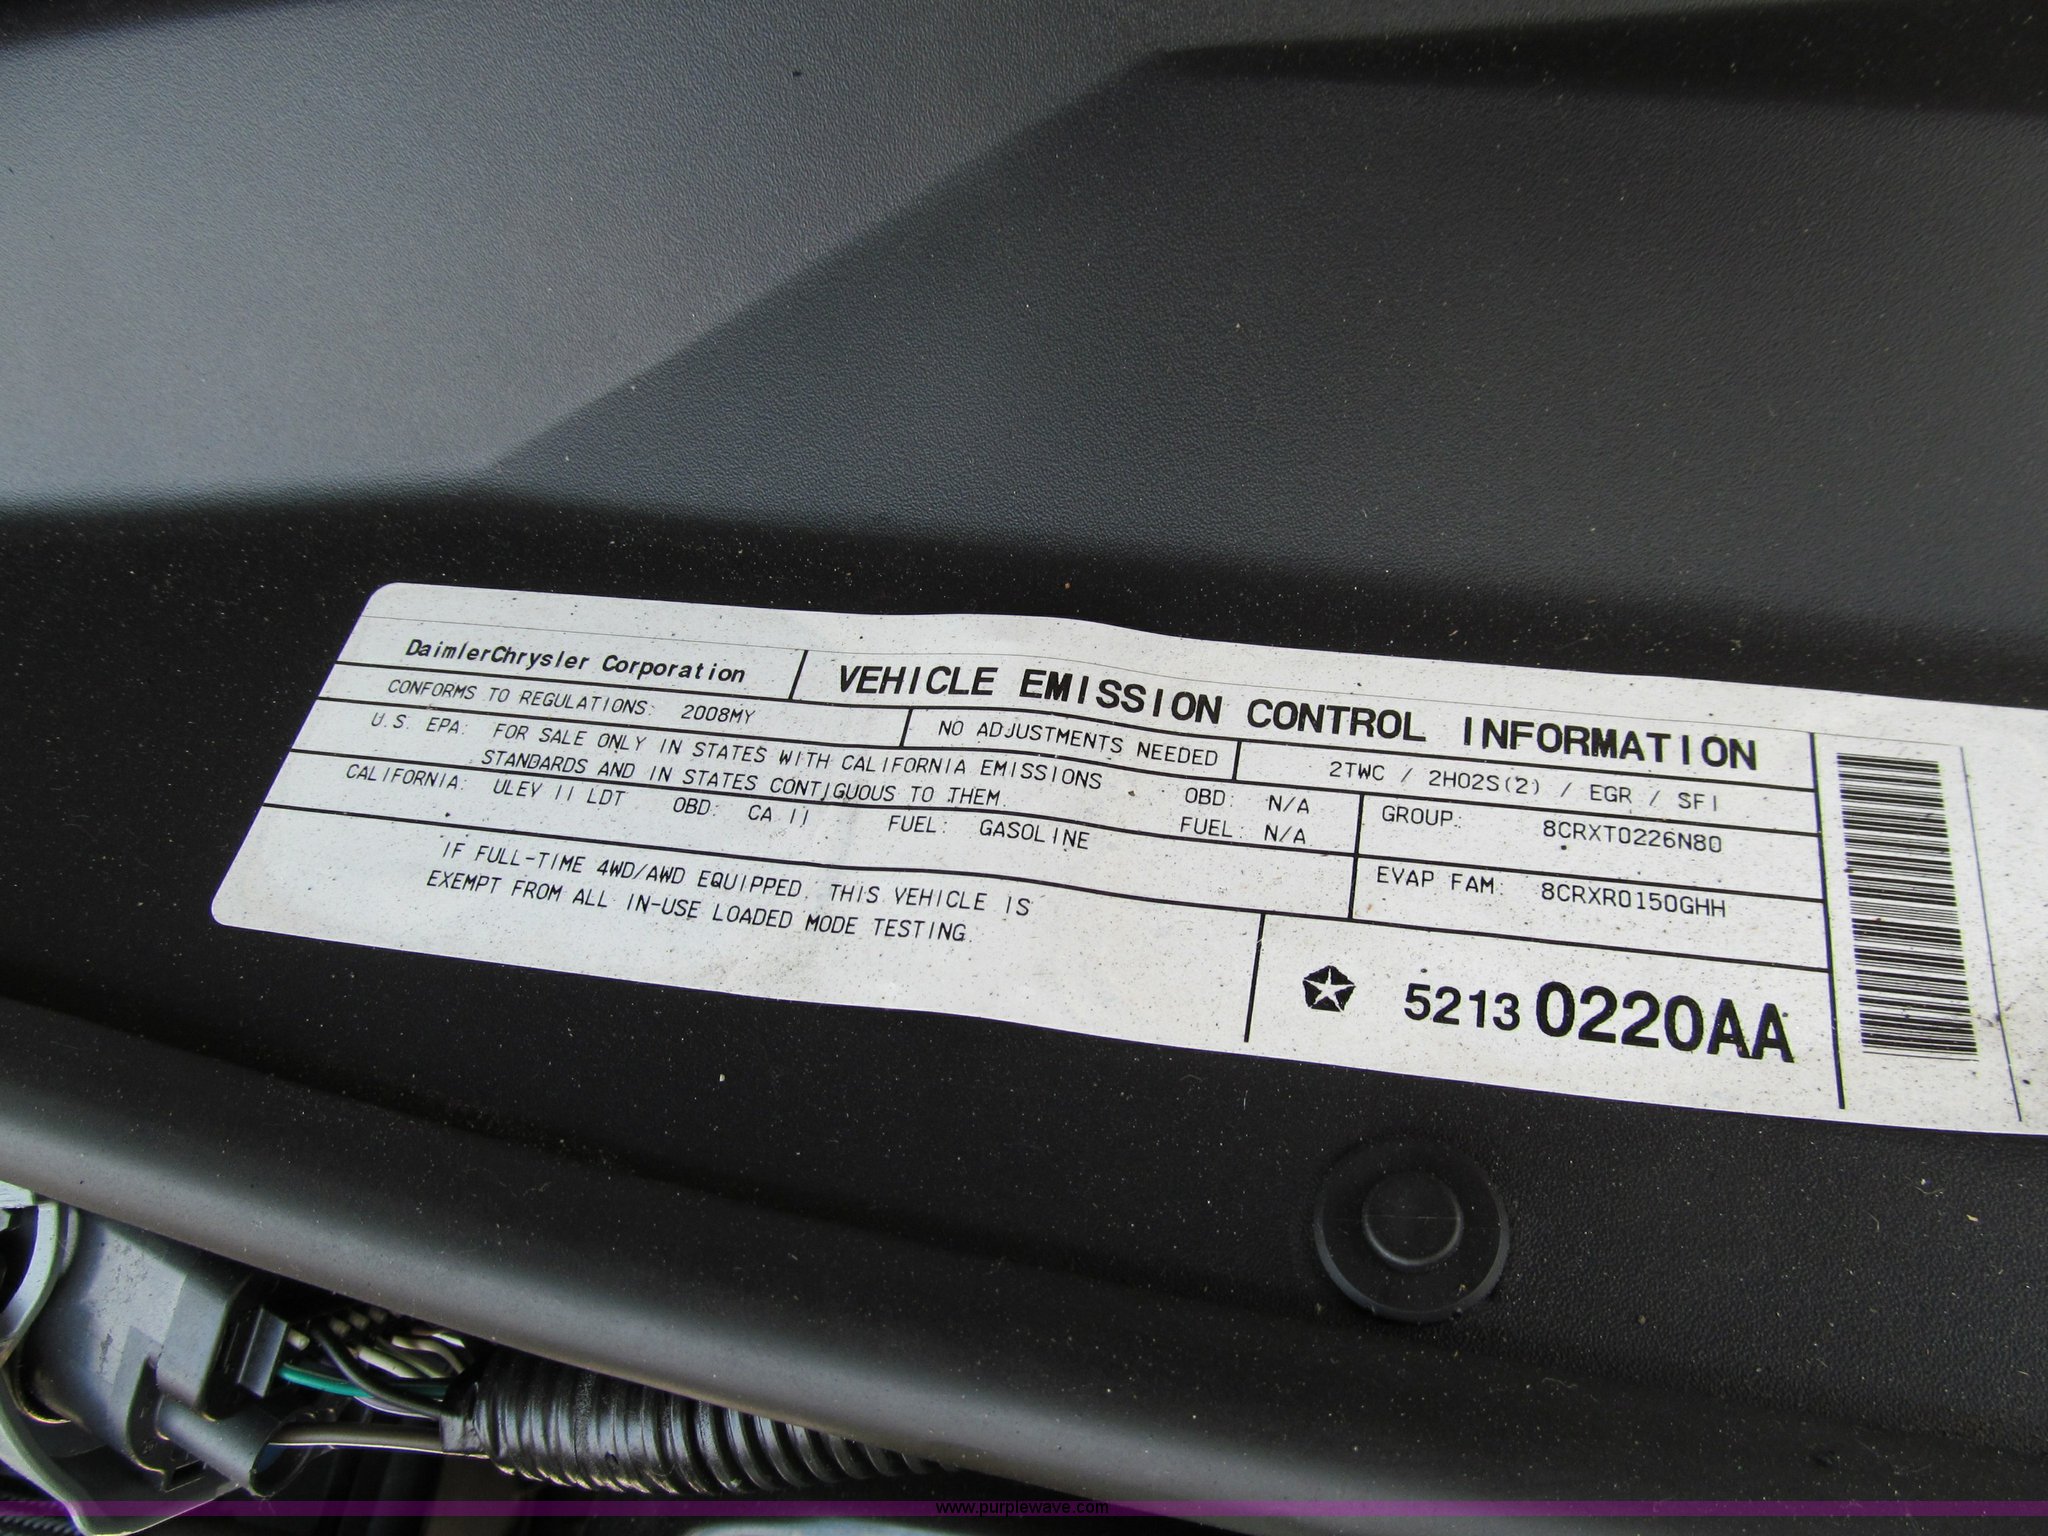 DaimlerChrysler Corporation
VEHICLE EMISSION CONTROL INFORMATION
CONFORMS TO REGULATIONS: 2008MY
NO ADJUSTMENTS NEEDED
2TWC / 2HO2S(2) / EGR / SFI
U.S. EPA: FOR SALE ONLY IN STATES WITH CALIFORNIA EMISSIONS
STANDARDS AND IN STATES CONTIGUOUS TO THEM.
OBD: N/A
FUEL: N/A
GROUP: 8CRXT0226N80
CALIFORNIA: ULEV II LDT OBD: CA II FUEL: GASOLINE
EVAP FAM: 8CRXR0150GHH
IF FULL-TIME 4WD/AWD EQUIPPED, THIS VEHICLE IS
EXEMPT FROM ALL IN-USE LOADED MODE TESTING.
52130220AA
www.purplewave.com